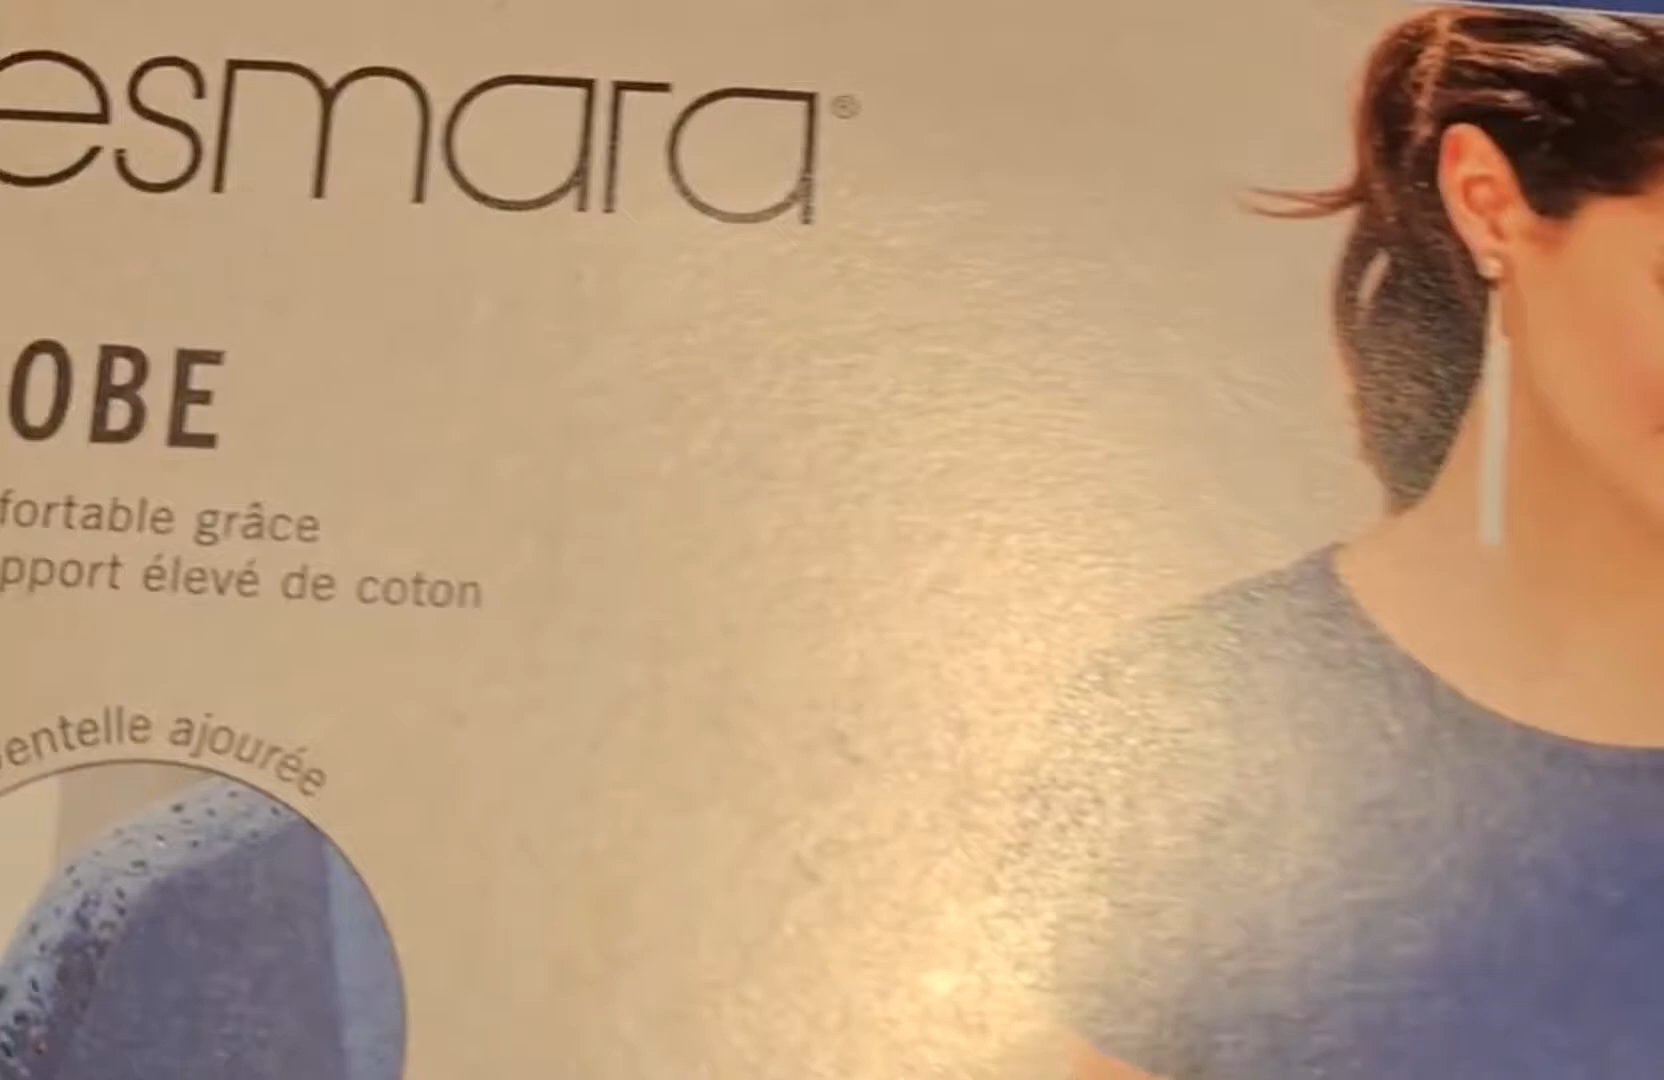 esmara®
OBE
fortable grâce
pport élevé de coton
entelle ajourée